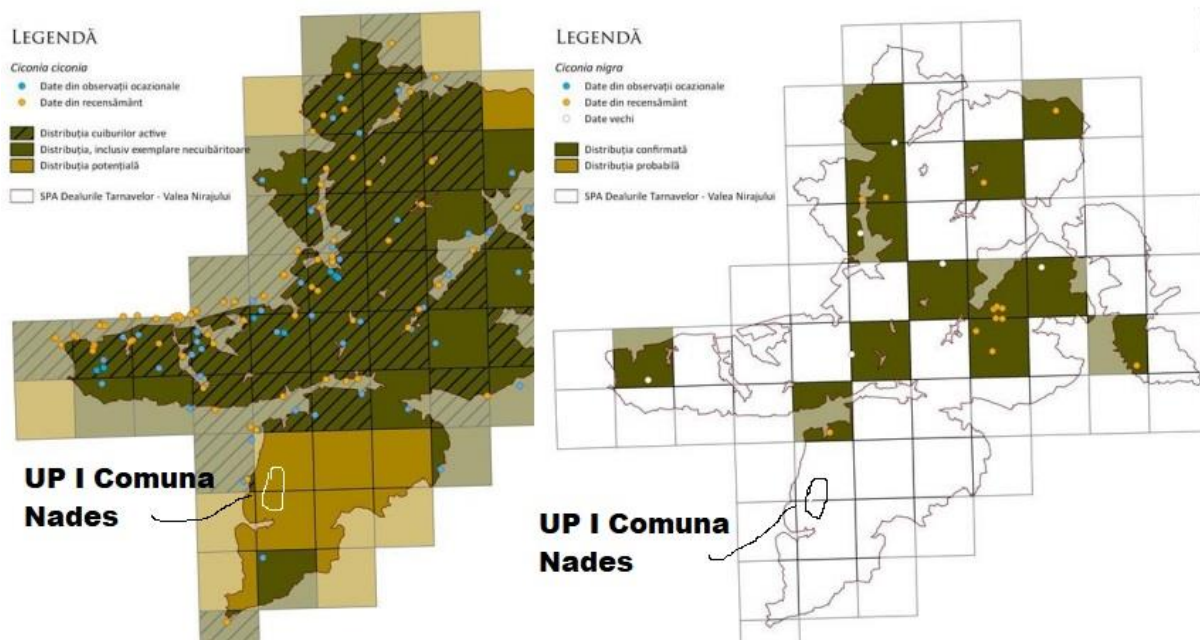 LEGENDĂ
Ciconia ciconia
Date din observații ocazionale
Date din recensământ
Distribuția cuiburilor active
Distribuția, inclusiv exemplare necuibăritoare
Distribuția potențială
SPA Dealurile Tarnavelor - Valea Nirajului
UP I Comuna
Nades
LEGENDĂ
Ciconia nigra
Date din observații ocazionale
Date din recensământ
Date vechi
Distribuția confirmată
Distribuția probabilă
SPA Dealurile Tarnavelor - Valea Nirajului
UP I Comuna
Nades